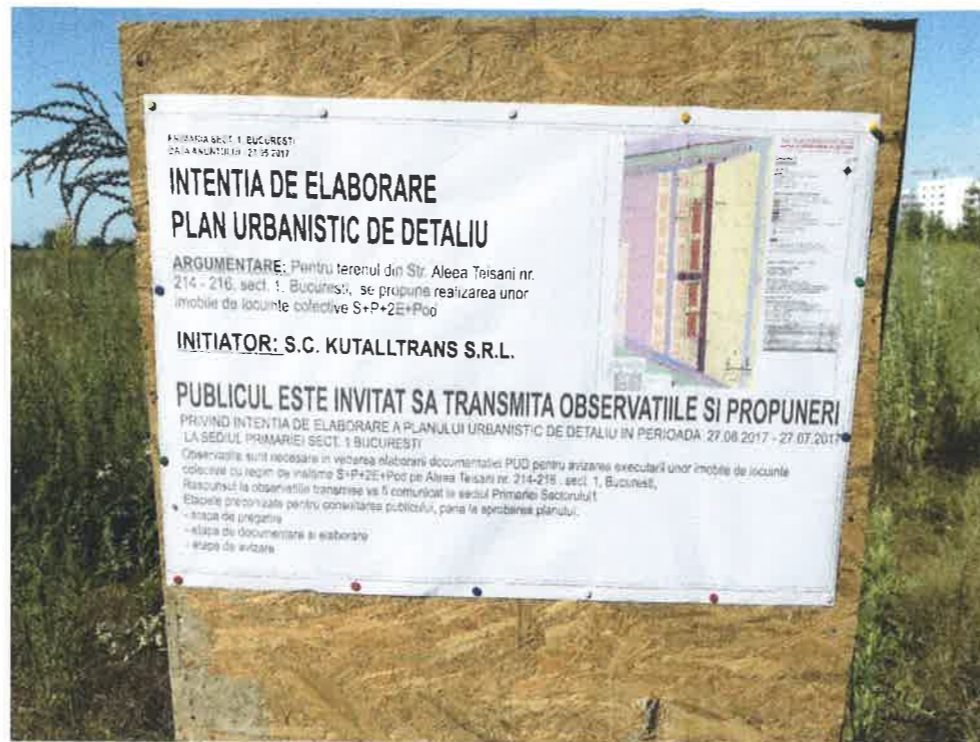 PRIMARIA SECT. 1, BUCURESTI
DATA ANUNTULUI
INTENTIA DE ELABORARE
PLAN URBANISTIC DE DETALIU
ARGUMENTARE: Pentru terenul din Str. Aleea Teisani nr.
214 - 216, sect. 1, Bucuresti, se propune realizarea unor
imobile de locuinte colective S+P+2E+Pod
INITIATOR: S.C. KUTALLTRANS S.R.L.
PUBLICUL ESTE INVITAT SA TRANSMITA OBSERVATIILE SI PROPUNERI
PRIVIND INTENTIA DE ELABORARE A PLANULUI URBANISTIC DE DETALIU IN PERIOADA 27.06.2017 - 27.07.2017
LA SEDIUL PRIMARIEI SECT. 1 BUCURESTI
Observatiile sunt necesare in vederea elaborarii documentatiei PUD pentru avizarea executarii unor imobile de locuinte
colective cu regim de inaltime S+P+2E+Pod pe Aleea Teisani nr. 214-216, sect. 1, Bucuresti,
Raspunsul la observatiile transmise va fi comunicat la sediul Primariei Sectorului1
Etapele preconizate pentru consultarea publicului, pana la aprobarea planului:
- etapa de pregatire
- etapa de documentare si elaborare
- etapa de avizare